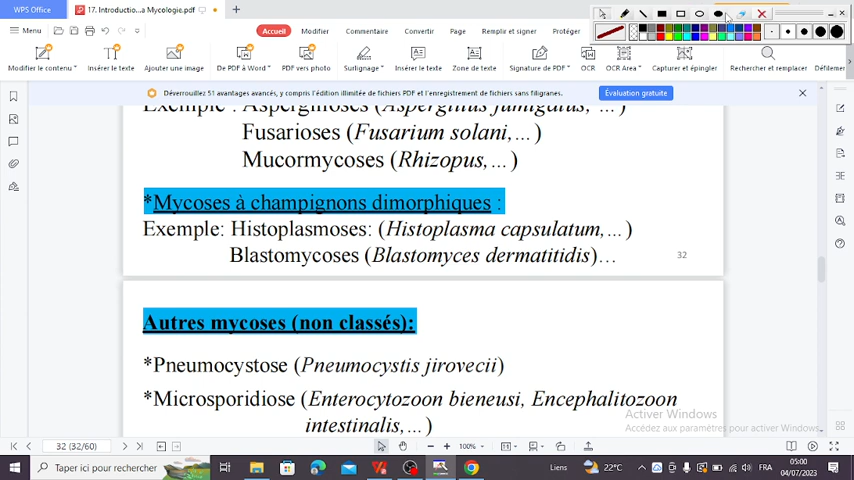 WPS Office
17. Introduction...a Mycologie.pdf
Menu
Accueil
Modifier
Commentaire
Convertir
Page
Remplir et signer
Protéger
Modifier le contenu
Insérer le texte
Ajouter une image
De PDF à Word
PDF vers photo
Surlignage
Zone de texte
Signature de PDF
OCR
OCR Area
Capturer et épingler
Rechercher et remplacer
Défilemen
Déverrouillez 51 avantages avancés, y compris l'édition illimitée de fichiers PDF et l'enregistrement de fichiers sans filigranes.
Évaluation gratuite
Exemple : Aspergilloses (Aspergillus fumigatus, ...)
Fusarioses (Fusarium solani,...)
Mucormycoses (Rhizopus,...)
*Mycoses à champignons dimorphiques :
Exemple: Histoplasmoses: (Histoplasma capsulatum,...)
Blastomycoses (Blastomyces dermatitidis)...
32
Autres mycoses (non classés):
*Pneumocystose (Pneumocystis jirovecii)
*Microsporidiose (Enterocytozoon bieneusi, Encephalitozoon
intestinalis,...)
Activer Windows
Accédez aux paramètres pour activer Windows.
32 (32/60)
100%
Taper ici pour rechercher
Liens
22°C
FRA
05:00
04/07/2023